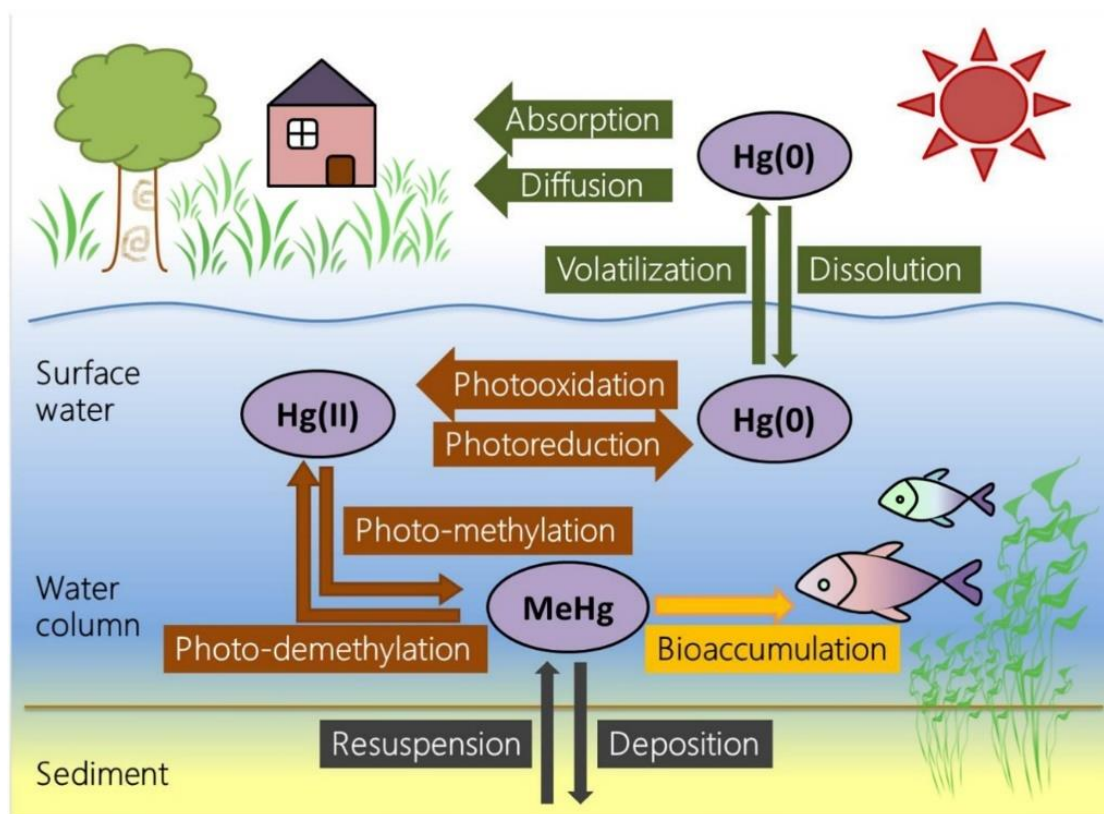 Absorption
Hg(0)
Diffusion
Volatilization
Dissolution
Surface
water
Photooxidation
Hg(II)
Hg(0)
Photoreduction
Photo-methylation
Water
column
MeHg
Photo-demethylation
Bioaccumulation
Resuspension
Deposition
Sediment